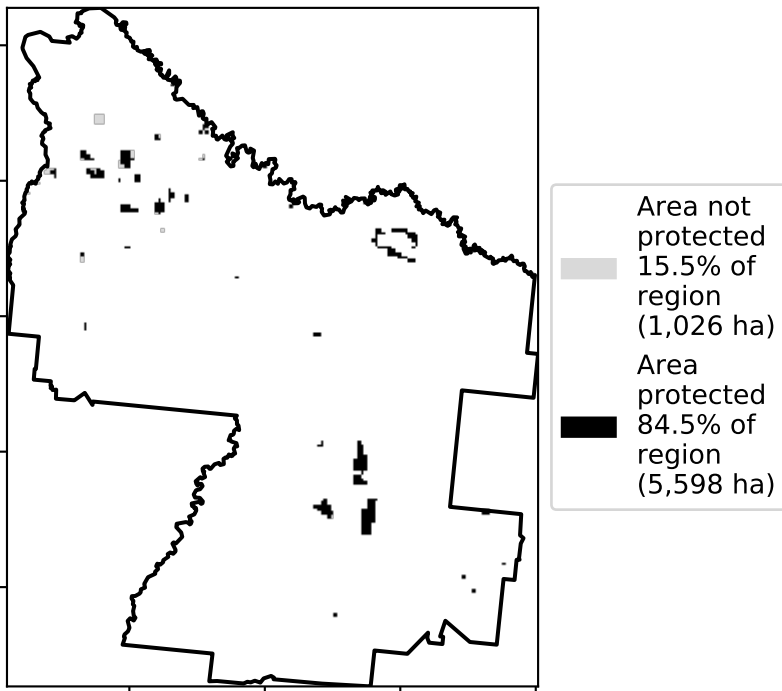 Area not
protected
15.5% of
region
(1,026 ha)
Area
protected
84.5% of
region
(5,598 ha)